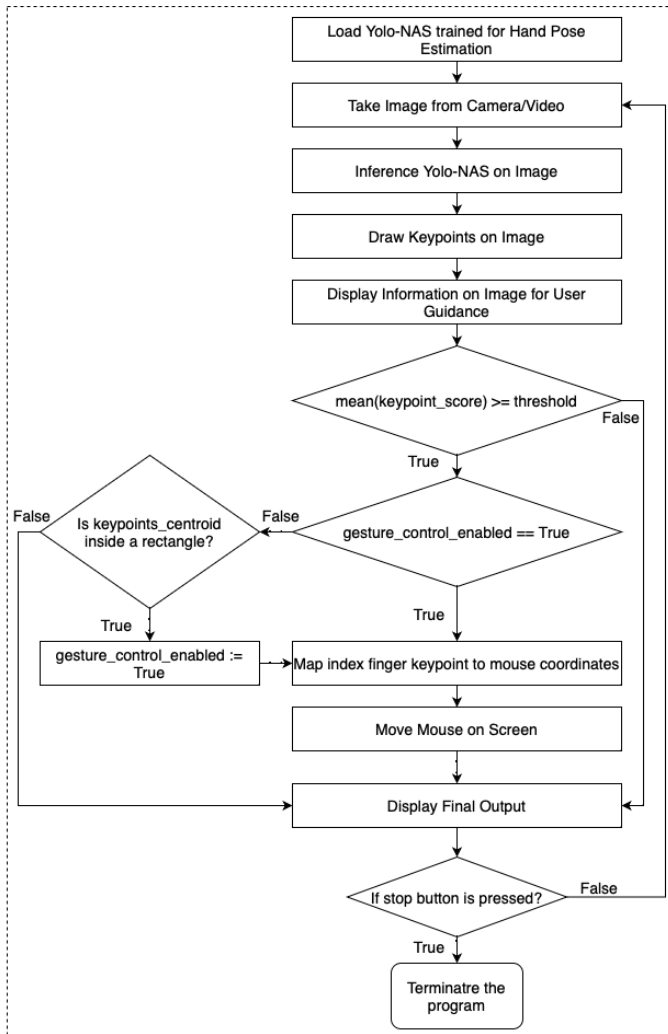 Load Yolo-NAS trained for Hand Pose
Estimation
Take Image from Camera/Video
Inference Yolo-NAS on Image
Draw Keypoints on Image
Display Information on Image for User
Guidance
mean(keypoint_score) >= threshold
False
True
False
Is keypoints_centroid
inside a rectangle?
False
gesture_control_enabled == True
True
True
gesture_control_enabled :=
True
Map index finger keypoint to mouse coordinates
Move Mouse on Screen
Display Final Output
If stop button is pressed?
False
True
Terminatre the
program